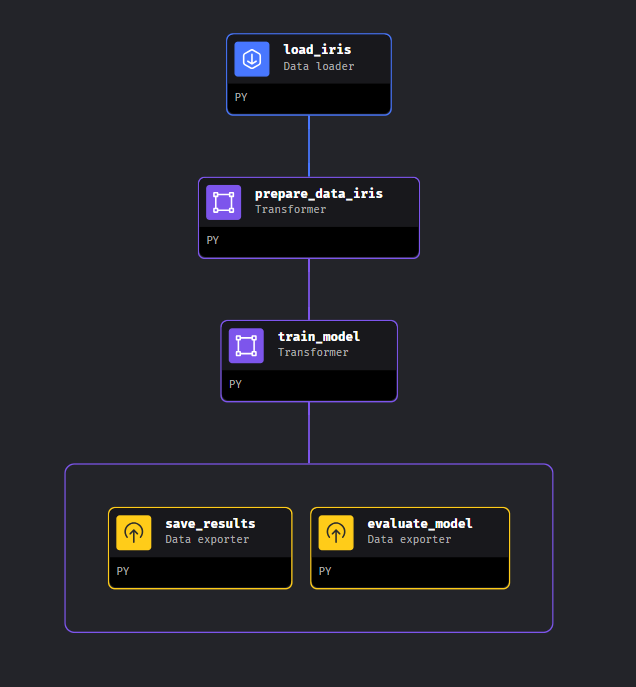 load_iris
Data loader
PY
prepare_data_iris
Transformer
PY
train_model
Transformer
PY
save_results
Data exporter
PY
evaluate_model
Data exporter
PY